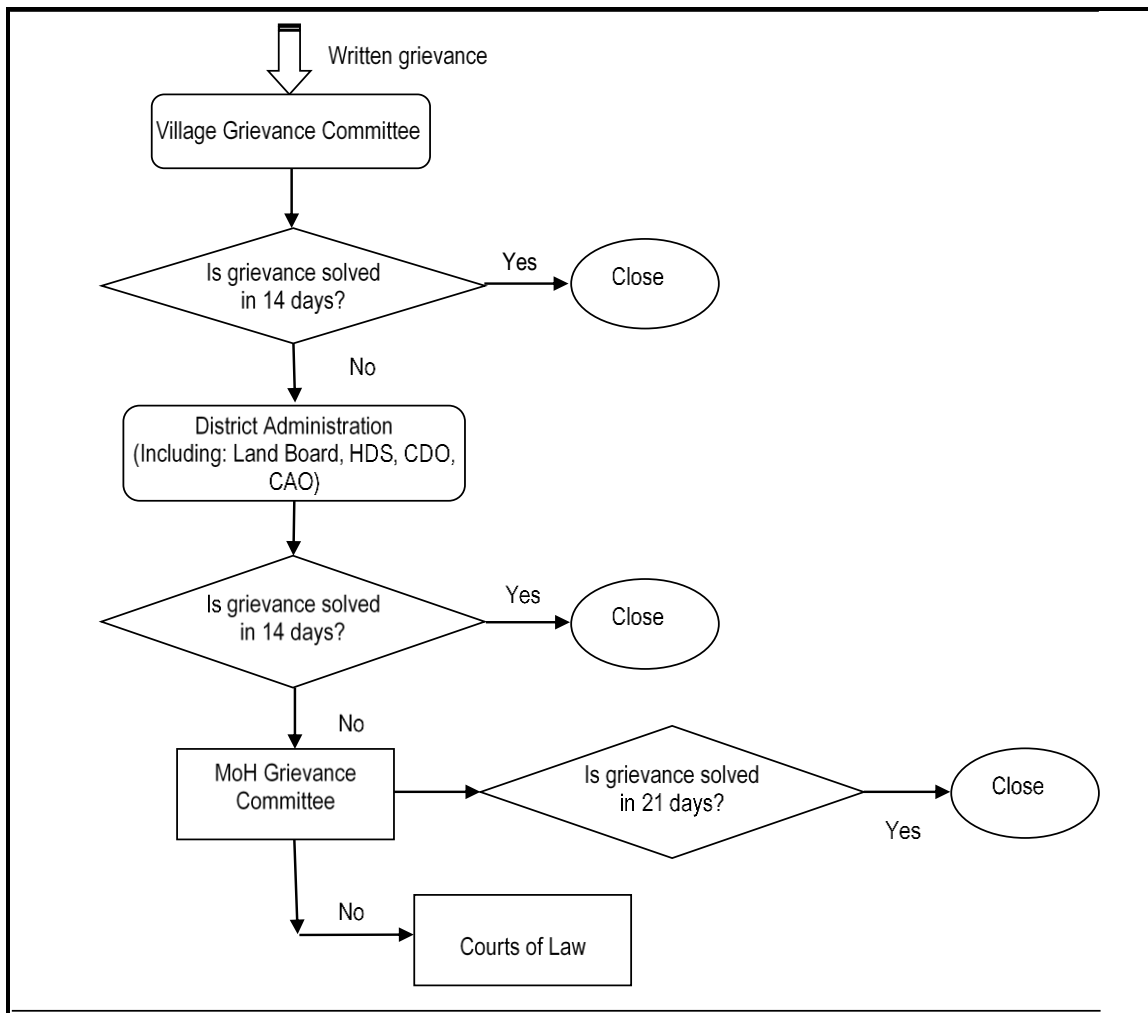 Written grievance
Village Grievance Committee
Is grievance solved
in 14 days?
Yes
Close
No
District Administration
(Including: Land Board, HDS, CDO,
CAO)
Is grievance solved
in 14 days?
Yes
Close
No
MoH Grievance
Committee
Is grievance solved
in 21 days?
Yes
Close
No
Courts of Law